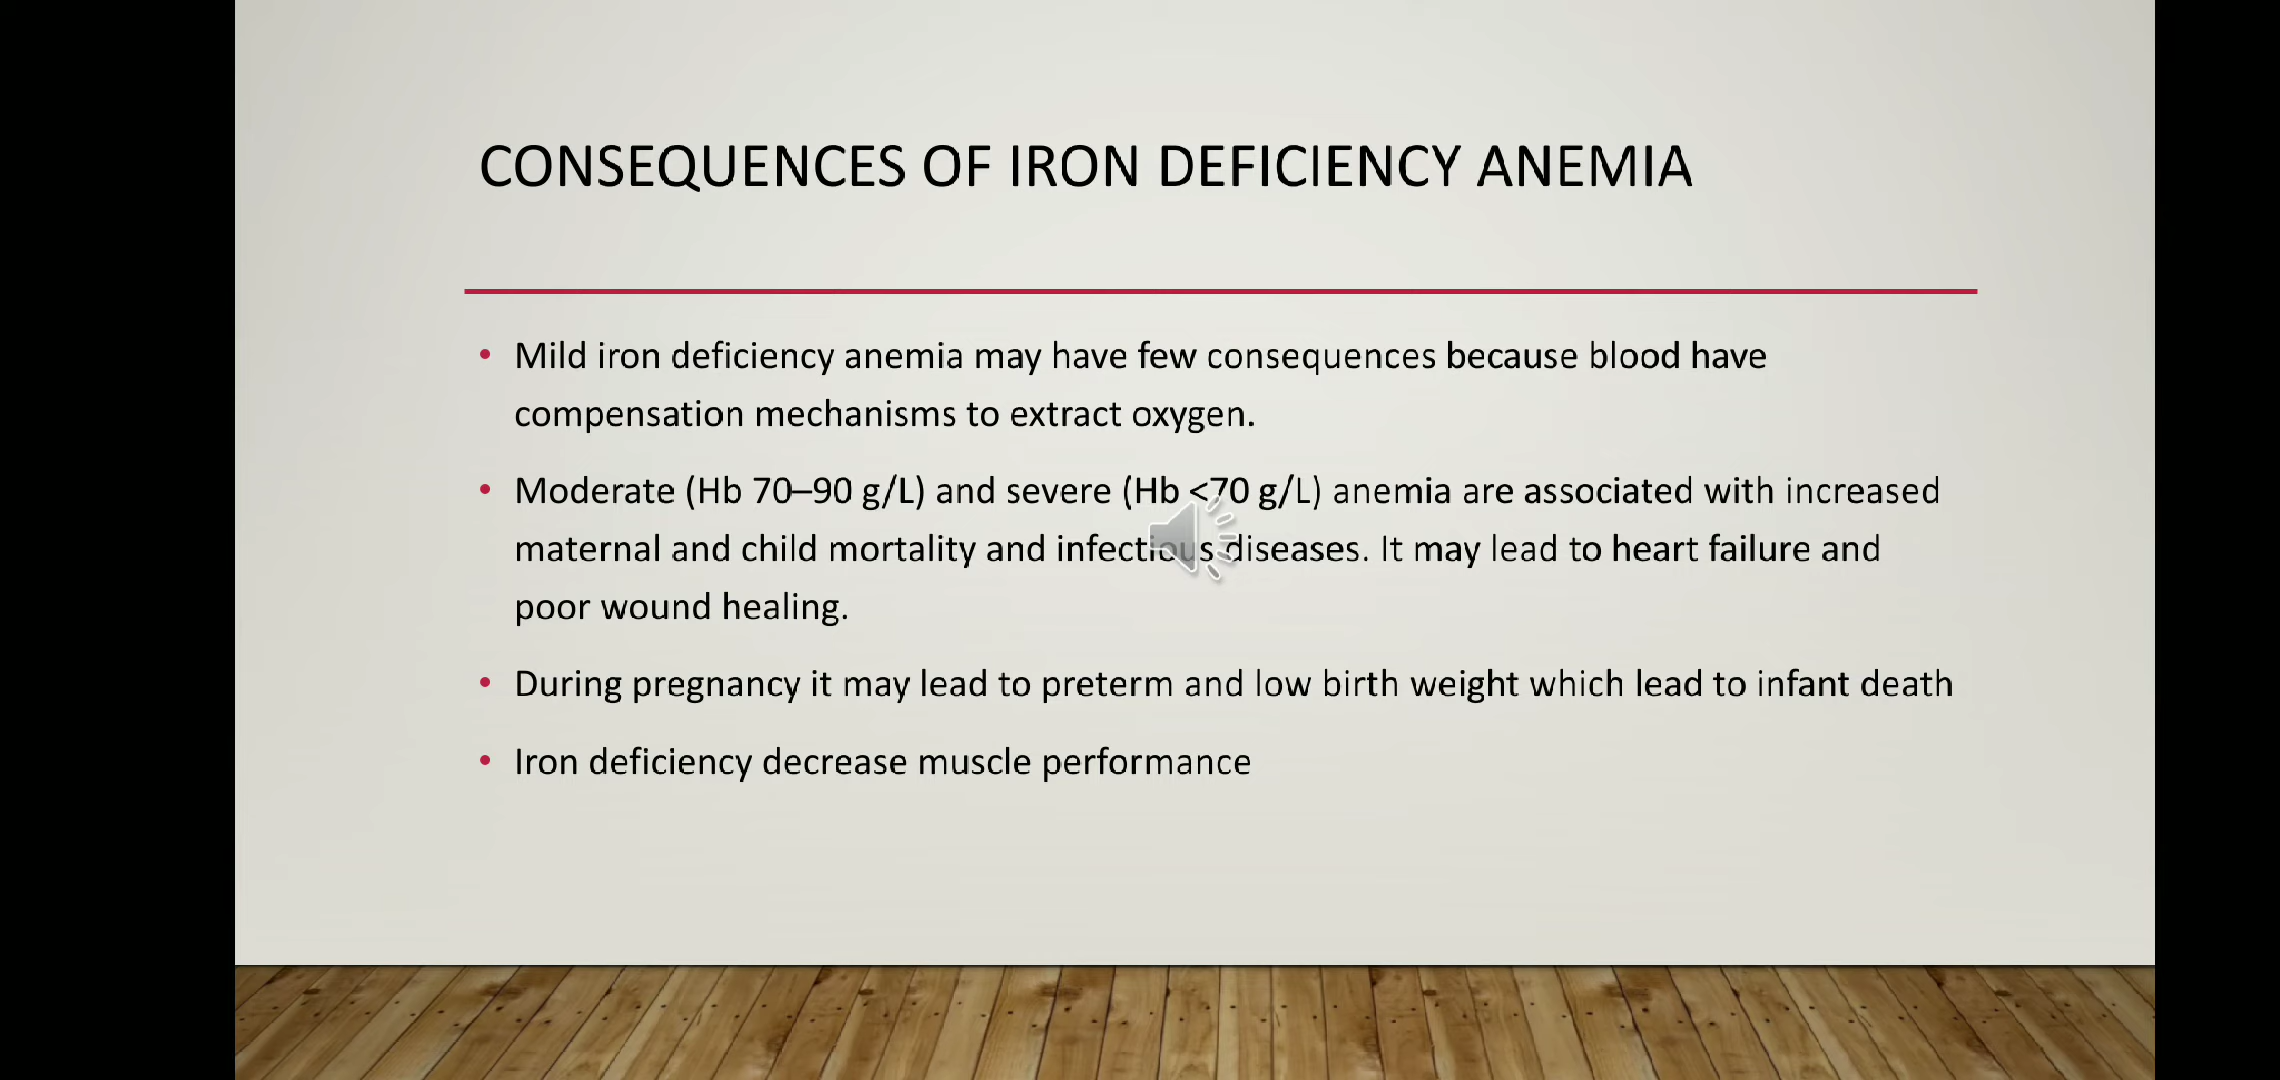 CONSEQUENCES OF IRON DEFICIENCY ANEMIA
• Mild iron deficiency anemia may have few consequences because blood have
compensation mechanisms to extract oxygen.
• Moderate (Hb 70–90 g/L) and severe (Hb <70 g/L) anemia are associated with increased
maternal and child mortality and infectious diseases. It may lead to heart failure and
poor wound healing.
• During pregnancy it may lead to preterm and low birth weight which lead to infant death
• Iron deficiency decrease muscle performance